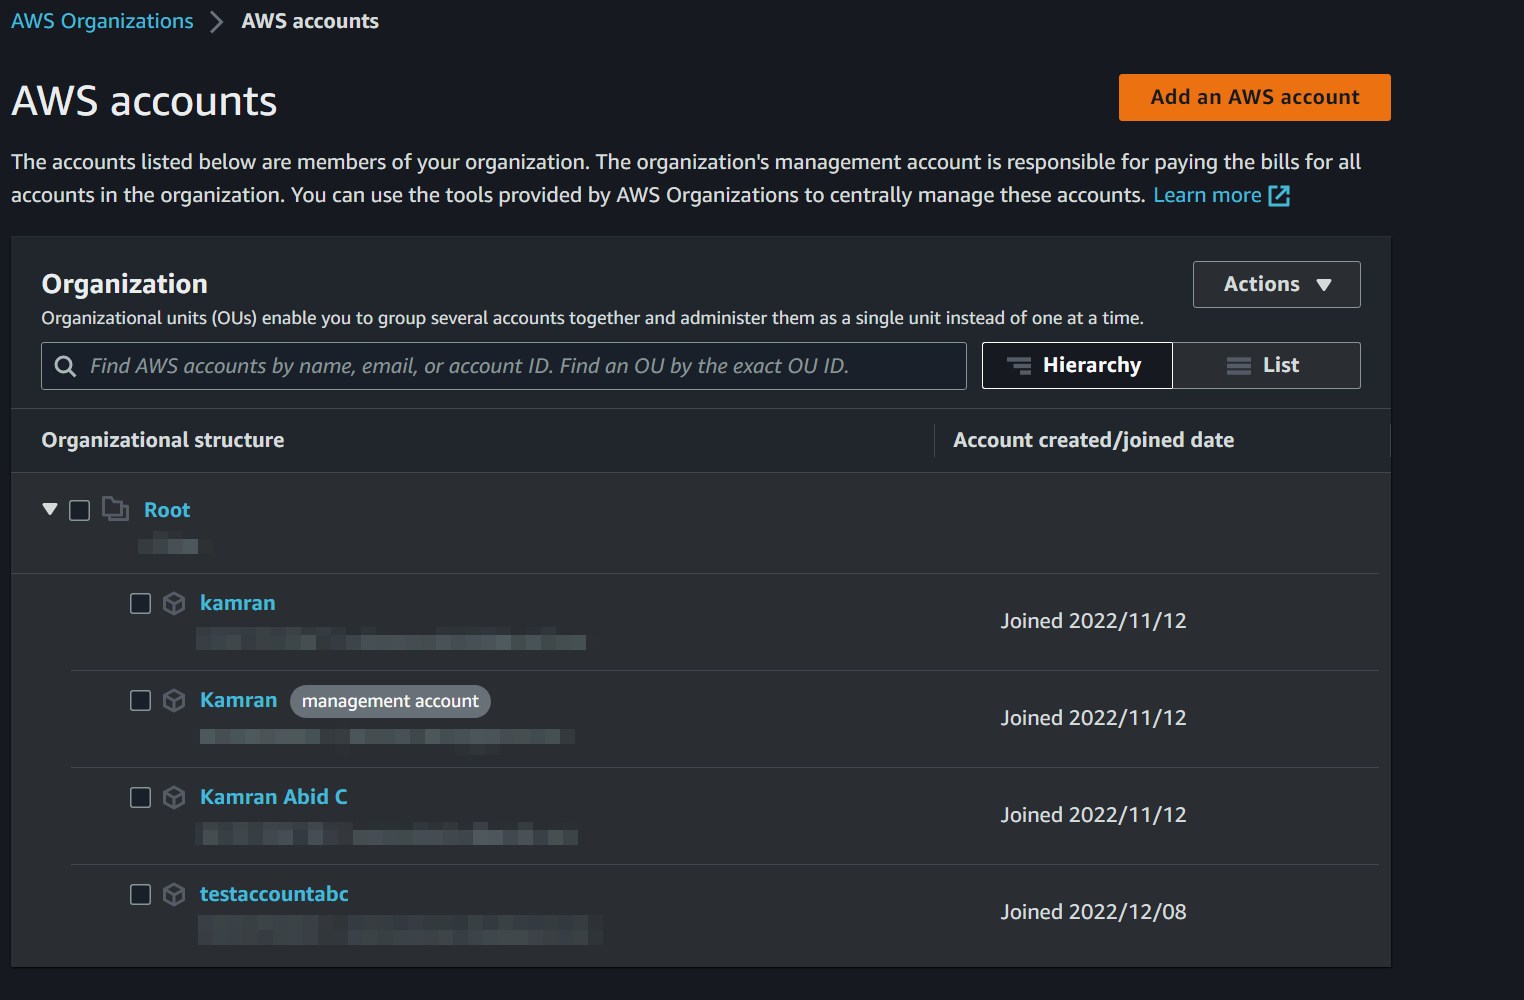 AWS Organizations > AWS accounts
AWS accounts
Add an AWS account
The accounts listed below are members of your organization. The organization's management account is responsible for paying the bills for all
accounts in the organization. You can use the tools provided by AWS Organizations to centrally manage these accounts. Learn more
Organization
Actions
Organizational units (OUs) enable you to group several accounts together and administer them as a single unit instead of one at a time.
Find AWS accounts by name, email, or account ID. Find an OU by the exact OU ID.
Hierarchy
List
Organizational structure
Account created/joined date
Root
kamran
Joined 2022/11/12
Kamran management account
Joined 2022/11/12
Kamran Abid C
Joined 2022/11/12
testaccountabc
Joined 2022/12/08